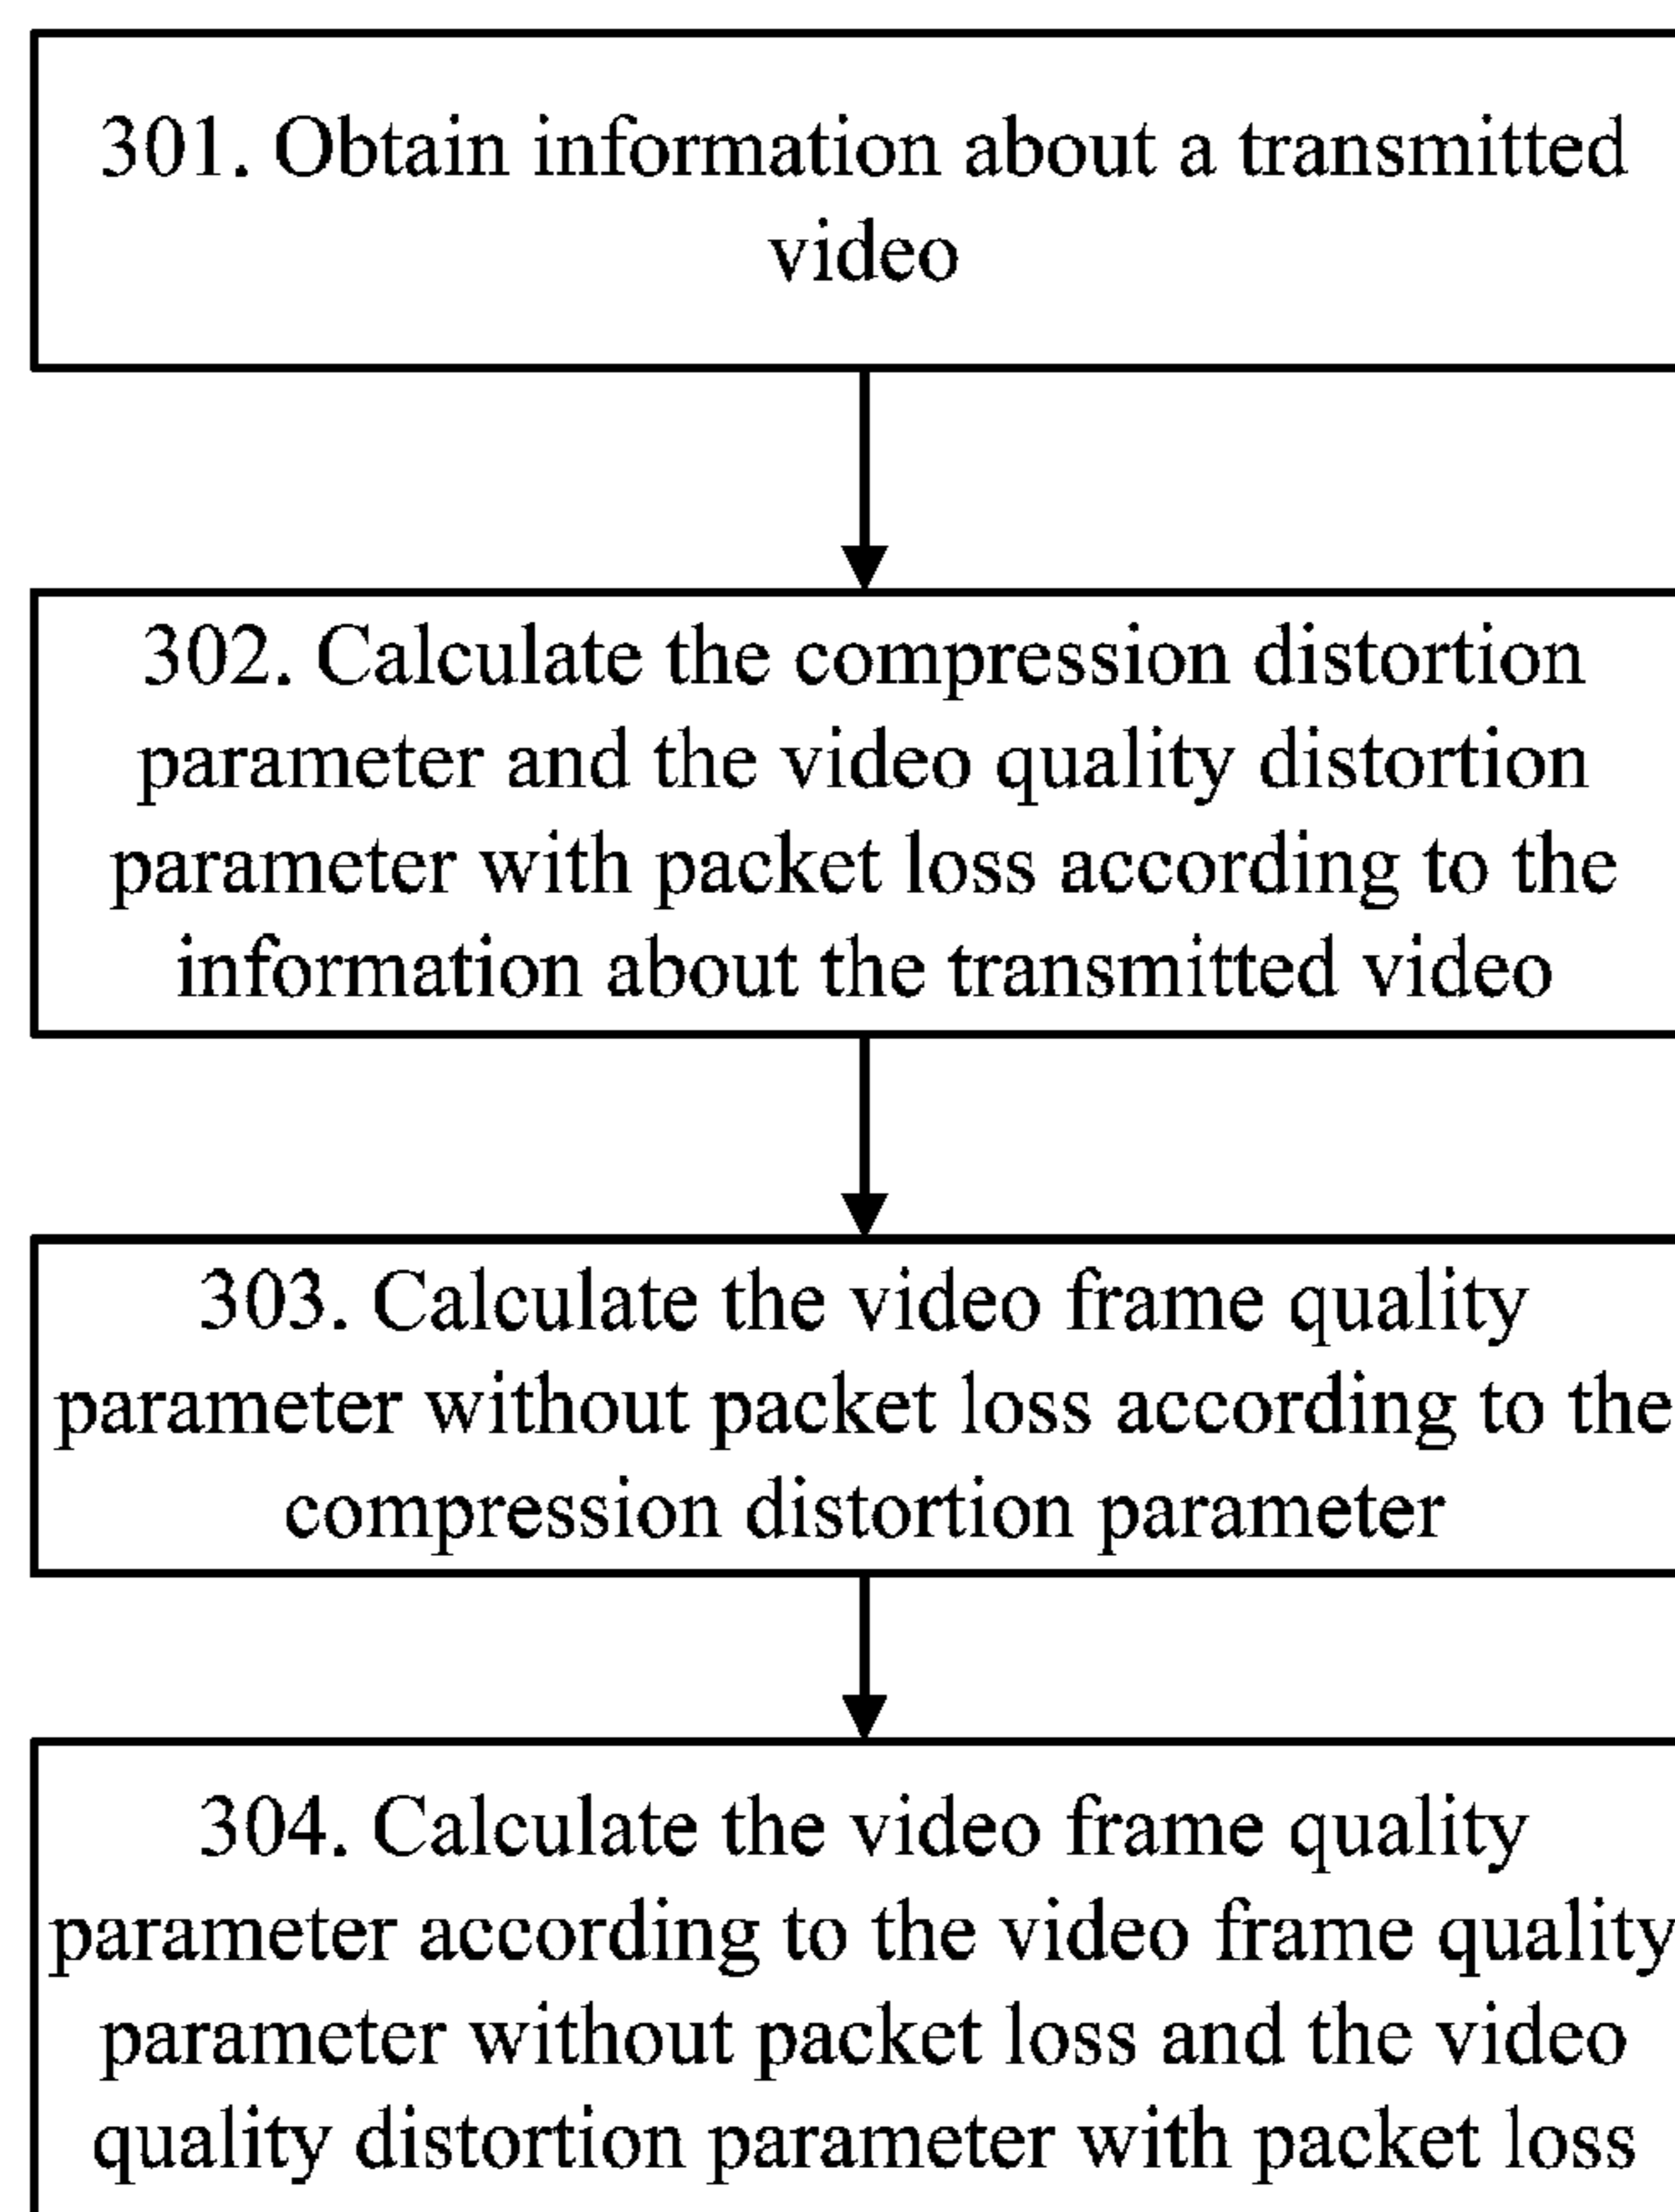 301. Obtain information about a transmitted
video
302. Calculate the compression distortion
parameter and the video quality distortion
parameter with packet loss according to the
information about the transmitted video
303. Calculate the video frame quality
parameter without packet loss according to the
compression distortion parameter
304. Calculate the video frame quality
parameter according to the video frame quality
parameter without packet loss and the video
quality distortion parameter with packet loss